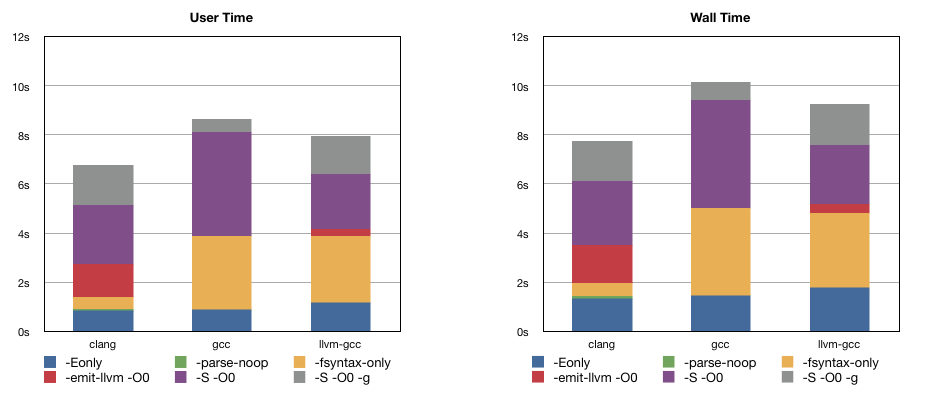 User Time
12s
10s
8s
6s
4s
2s
0s
clang
gcc
llvm-gcc
-Eonly
-parse-noop
-fsyntax-only
-emit-llvm -O0
-S -O0
-S -O0 -g
Wall Time
12s
10s
8s
6s
4s
2s
0s
clang
gcc
llvm-gcc
-Eonly
-parse-noop
-fsyntax-only
-emit-llvm -O0
-S -O0
-S -O0 -g